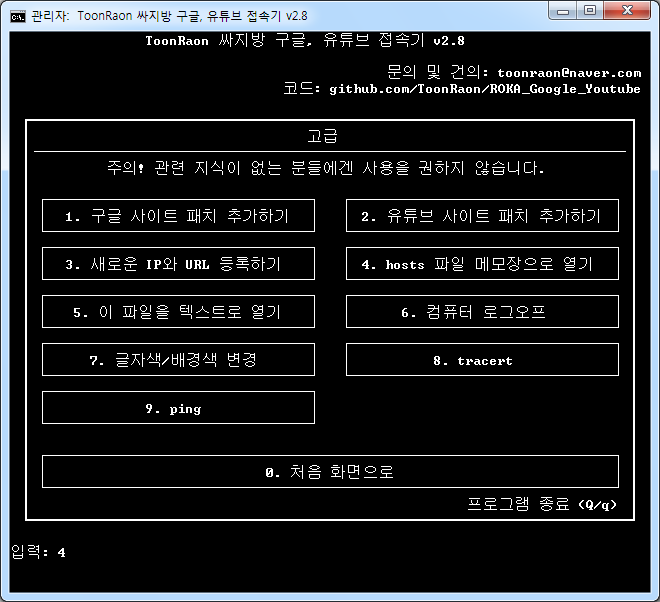 관리자: ToonRaon 싸지방 구글, 유튜브 접속기 v2.8
ToonRaon 싸지방 구글, 유튜브 접속기 v2.8
문의 및 건의: toonraon@naver.com
코드: github.com/ToonRaon/ROKA_Google_Youtube
고급
주의! 관련 지식이 없는 분들에겐 사용을 권하지 않습니다.
1. 구글 사이트 패치 추가하기
2. 유튜브 사이트 패치 추가하기
3. 새로운 IP와 URL 등록하기
4. hosts 파일 메모장으로 열기
5. 이 파일을 텍스트로 열기
6. 컴퓨터 로그오프
7. 글자색/배경색 변경
8. tracert
9. ping
0. 처음 화면으로
프로그램 종료 (Q/q)
입력: 4